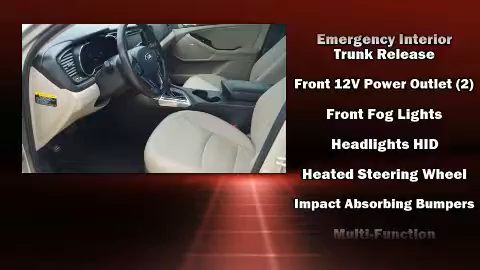 Emergency Interior
Trunk Release
Front 12V Power Outlet (2)
Front Fog Lights
Headlights HID
Heated Steering Wheel
Impact Absorbing Bumpers
Multi-Function